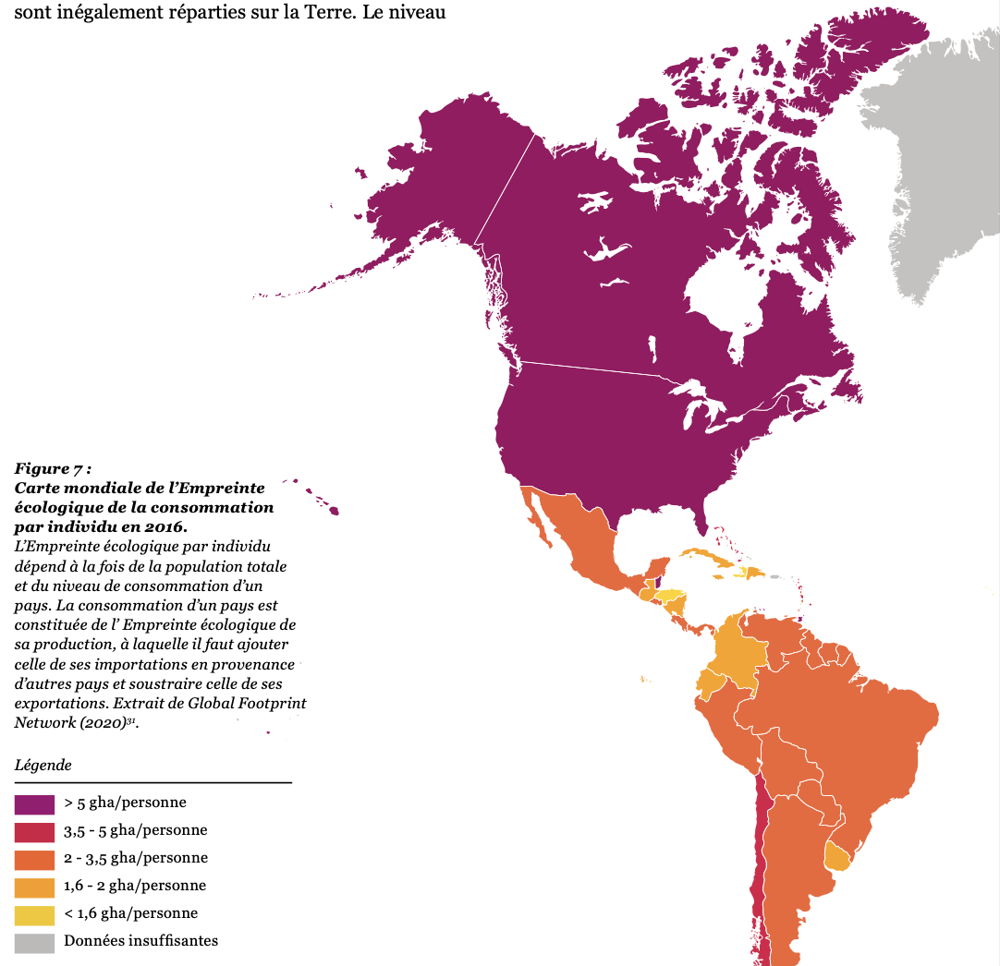 sont inégalement réparties sur la Terre. Le niveau
Figure 7 :
Carte mondiale de l’Empreinte
écologique de la consommation
par individu en 2016.
L’Empreinte écologique par individu
dépend à la fois de la population totale
et du niveau de consommation d’un
pays. La consommation d’un pays est
constituée de l’ Empreinte écologique de
sa production, à laquelle il faut ajouter
celle de ses importations en provenance
d’autres pays et soustraire celle de ses
exportations. Extrait de Global Footprint
Network (2020)³¹.
Légende
> 5 gha/personne
3,5 - 5 gha/personne
2 - 3,5 gha/personne
1,6 - 2 gha/personne
< 1,6 gha/personne
Données insuffisantes